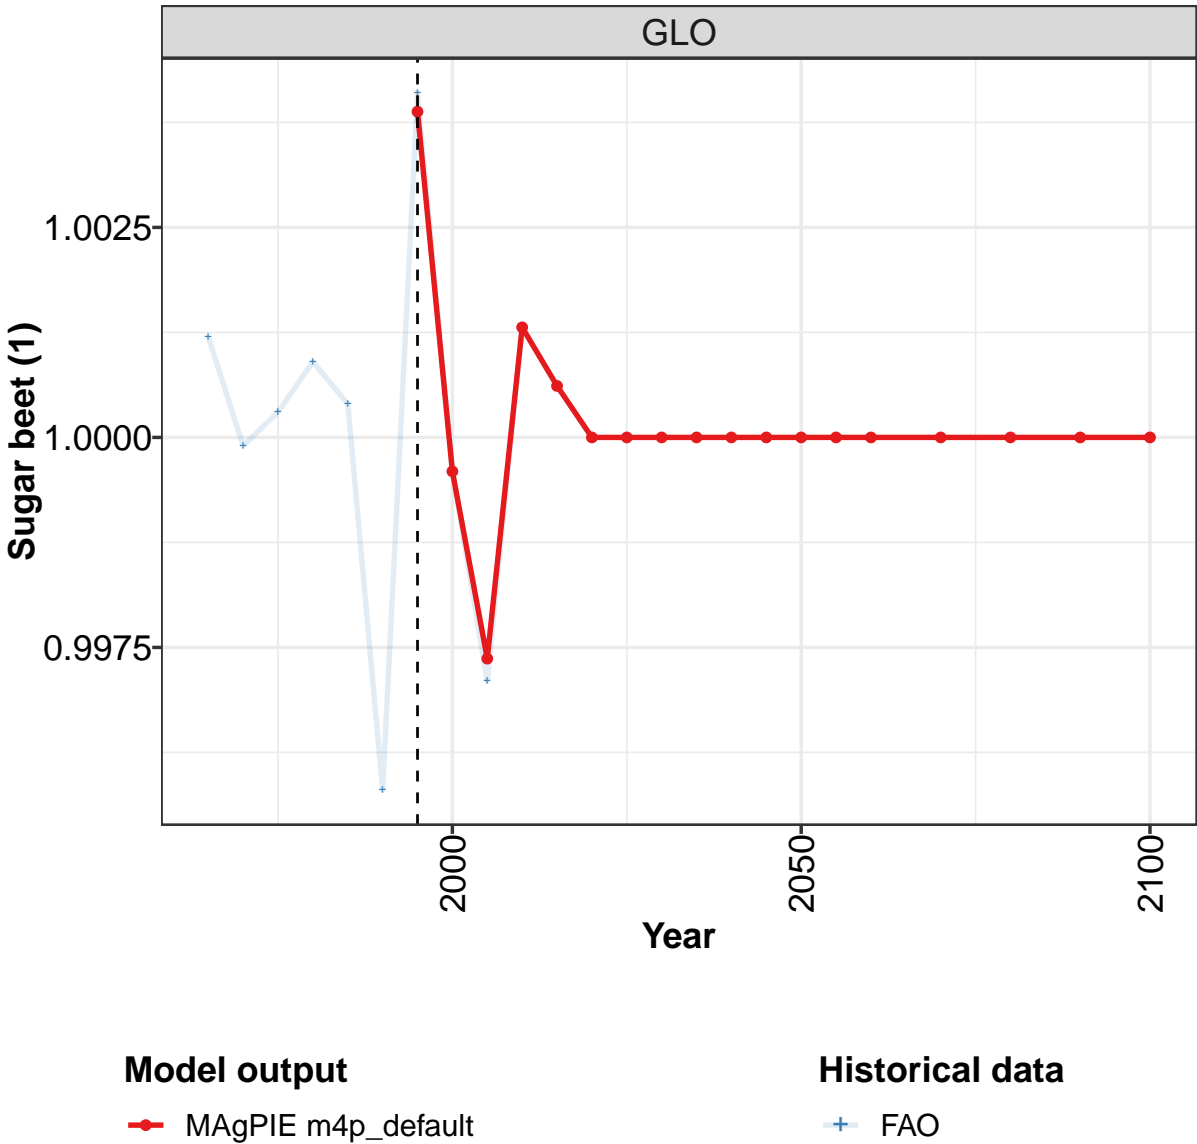 GLO
Sugar beet (1)
1.0025
1.0000
0.9975
2000
2050
2100
Year
Model output
MAgPIE m4p_default
Historical data
FAO